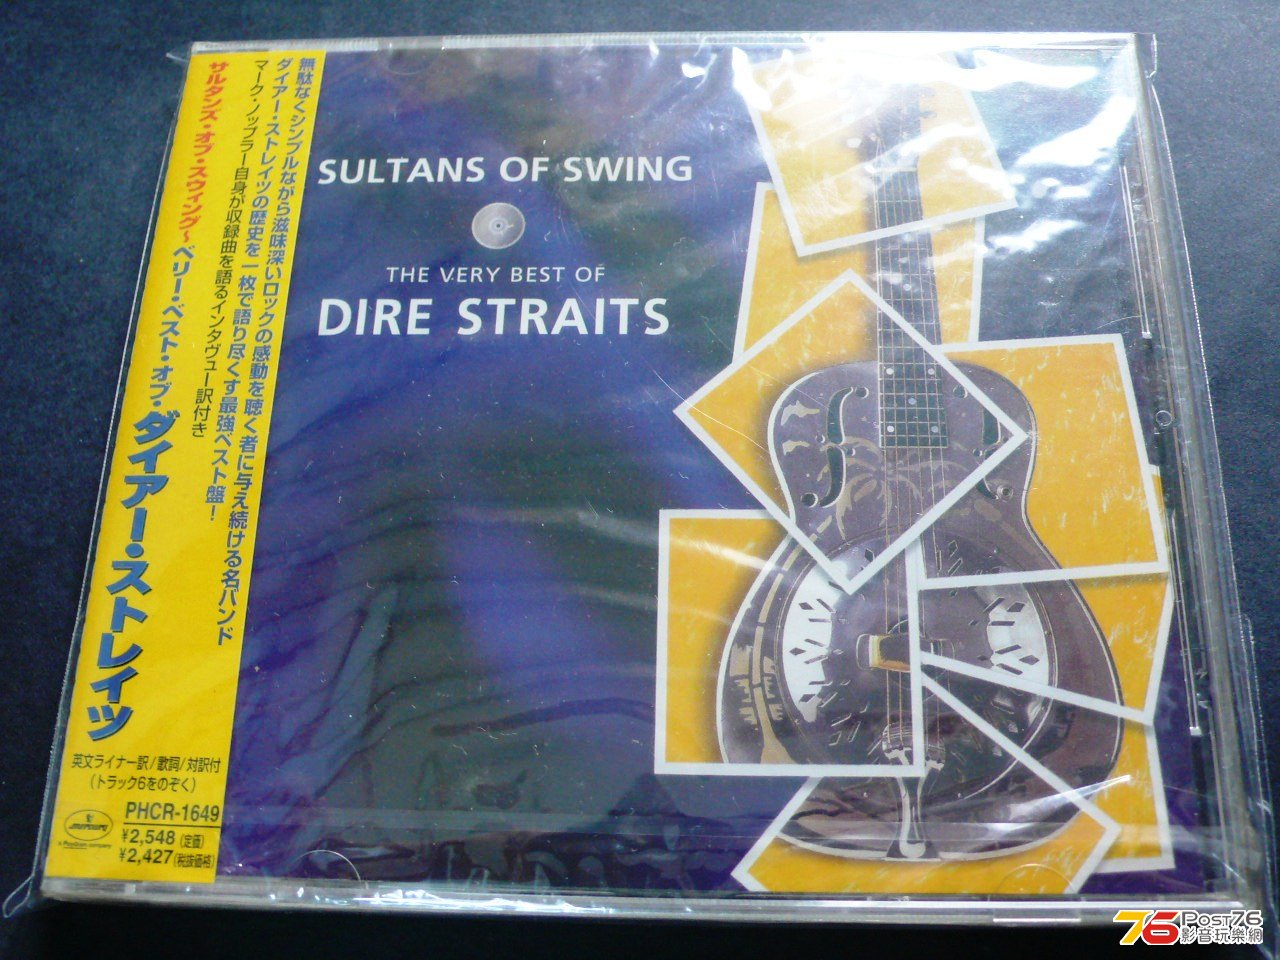 無駄なくシンプルながら滋味深いロックの感動を聴く者に与え続ける名バンド
ダイアー・ストレイツの歴史を一枚で語り尽くす最強ベスト盤!
マーク・ノップラー自身が収録曲を語るインタヴュー訳付き
サルタンズ・オブ・スウィング~ベリー・ベスト・オブ・ダイアー・ストレイツ
英文ライナー訳/歌詞/対訳付
(トラック6をのぞく)
PHCR-1649
¥2,548(定価)
¥2,427(税抜価格)
mercury
a PolyGram company
SULTANS OF SWING
THE VERY BEST OF
DIRE STRAITS
76 POST76
影音玩樂網